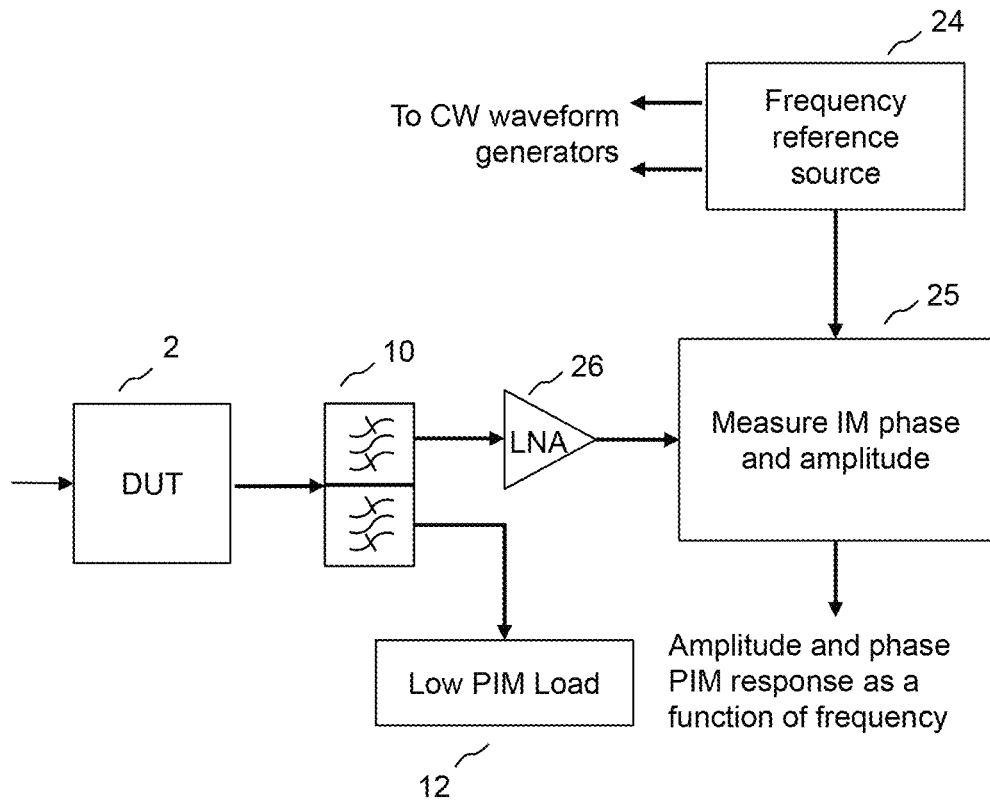 24
To CW waveform
generators
Frequency
reference
source
25
2
10
26
DUT
LNA
Measure IM phase
and amplitude
Low PIM Load
12
Amplitude and phase
PIM response as a
function of frequency